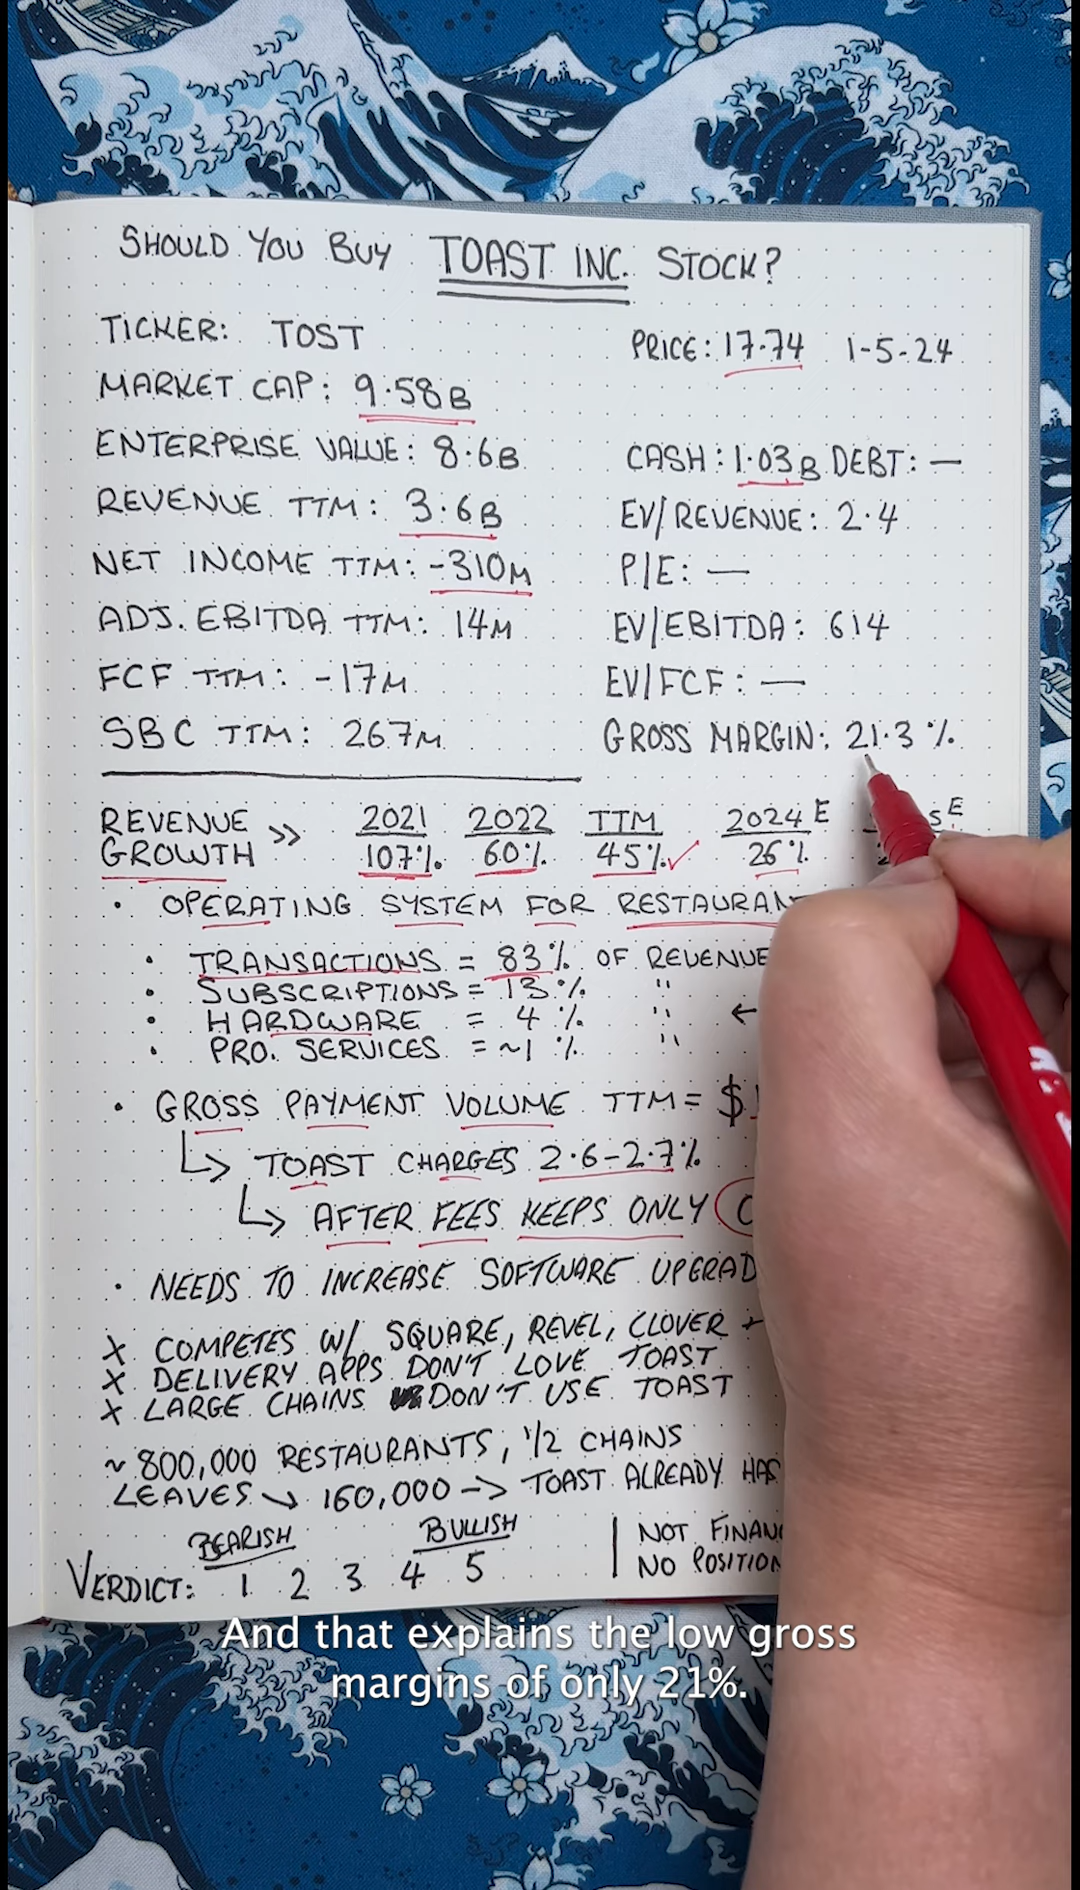 SHOULD YOU BUY TOAST INC. STOCK?
TICKER: TOST
PRICE: 17.74 1-5-24
MARKET CAP: 9.58B
ENTERPRISE VALUE: 8.6B
CASH: 1.03B DEBT: —
REVENUE TTM: 3.6B
EV/REVENUE: 2.4
NET INCOME TTM: -310M
P/E: —
ADJ. EBITDA TTM: 14M
EV/EBITDA: 614
FCF TTM: -17M
EV/FCF: —
SBC TTM: 267M
GROSS MARGIN: 21.3%
REVENUE GROWTH >> 2021 2022 TTM 2024E
107% 60% 45%✓ 26%
• OPERATING SYSTEM FOR
• TRANSACTIONS = 83% OF REVENUE
• SUBSCRIPTIONS = 13% "
• HARDWARE = 4% " ←
• PRO. SERVICES = ~1% "
• GROSS PAYMENT VOLUME TTM = $
↳ TOAST CHARGES 2.6-2.7%
↳ AFTER FEES KEEPS ONLY
• NEEDS TO INCREASE SOFTWARE
X COMPETES W/ SQUARE, REVEL, CLOVER +
X DELIVERY APPS DON'T LOVE TOAST
X LARGE CHAINS DON'T USE TOAST
~800,000 RESTAURANTS, 1/2 CHAINS
LEAVES ↘ 160,000 -> TOAST ALREADY HAS
BEARISH BULLISH
VERDICT: 1 2 3 4 5
NOT
NO
And that explains the low gross
margins of only 21%.